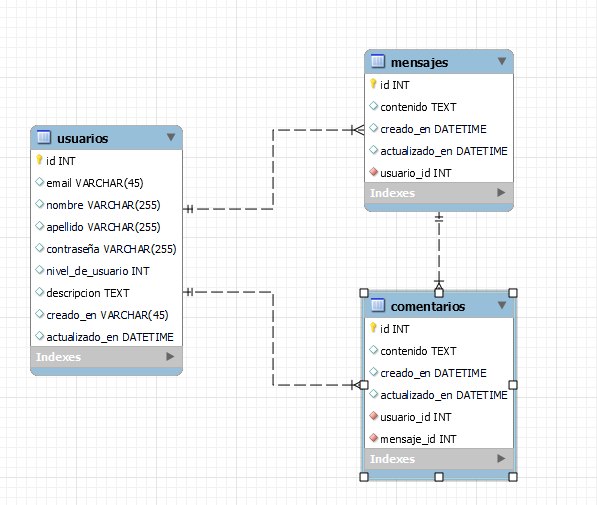 usuarios
id INT
email VARCHAR(45)
nombre VARCHAR(255)
apellido VARCHAR(255)
contraseña VARCHAR(255)
nivel_de_usuario INT
descripcion TEXT
creado_en VARCHAR(45)
actualizado_en DATETIME
Indexes
mensajes
id INT
contenido TEXT
creado_en DATETIME
actualizado_en DATETIME
usuario_id INT
Indexes
comentarios
id INT
contenido TEXT
creado_en DATETIME
actualizado_en DATETIME
usuario_id INT
mensaje_id INT
Indexes